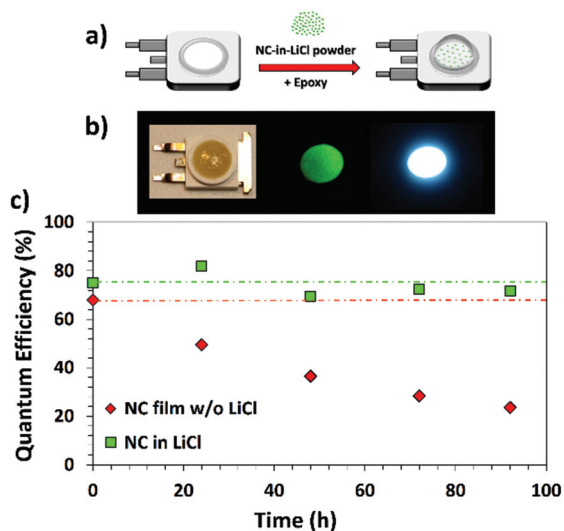 a)
NC-in-LiCl powder
+ Epoxy
b)
c)
100
80
60
40
20
0
Quantum Efficiency (%)
NC film w/o LiCl
NC in LiCl
0
20
40
60
80
100
Time (h)